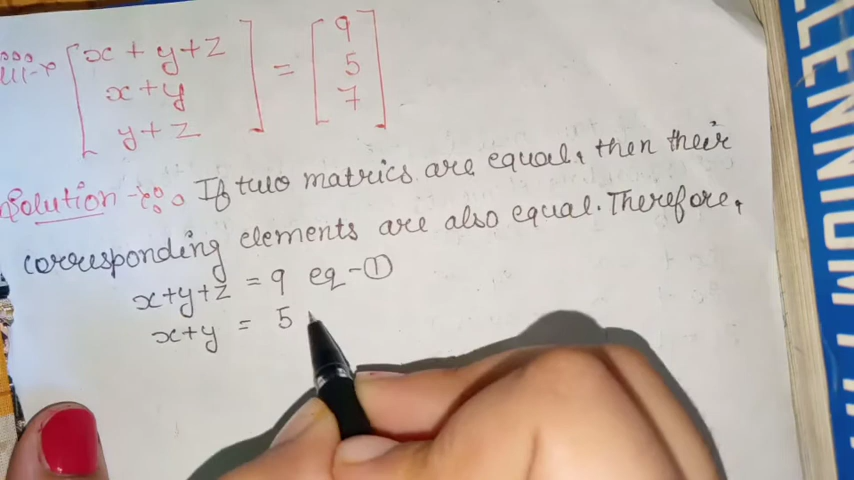 iii→ [x+y+z] = [9]
[x+y] [5]
[y+z] [7]
Solution→ If two matrics are equal, then their
corresponding elements are also equal. Therefore,
x+y+z = 9 eq-①
x+y = 5